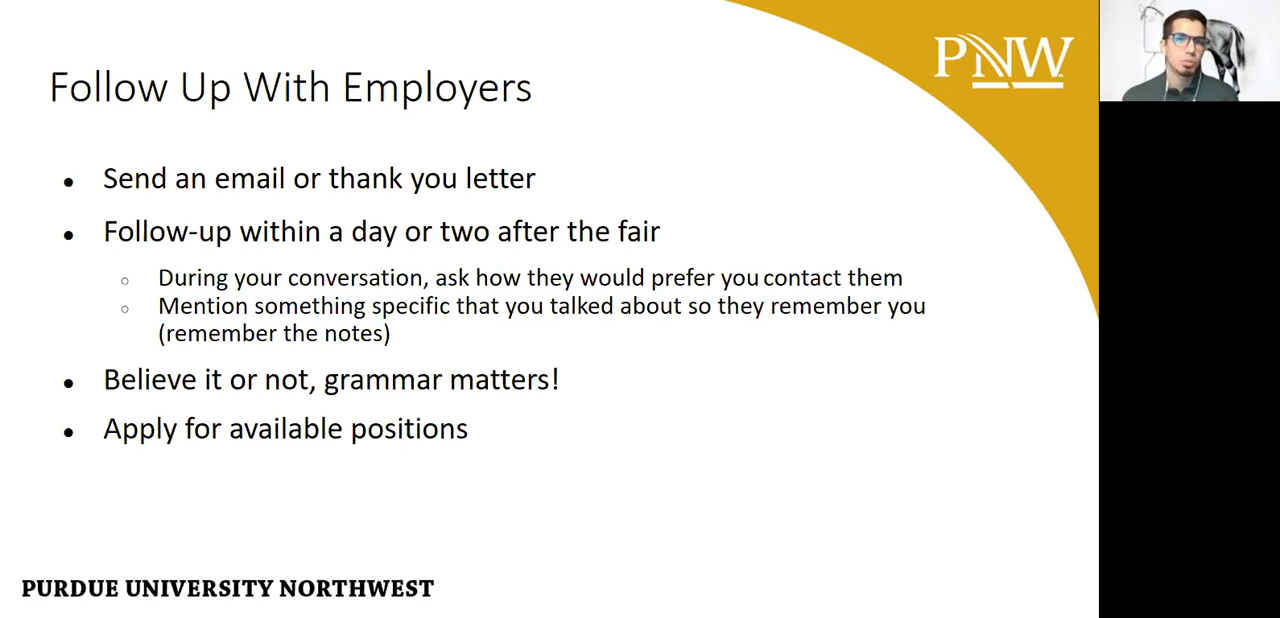 PNW
Follow Up With Employers
● Send an email or thank you letter
● Follow-up within a day or two after the fair
○ During your conversation, ask how they would prefer you contact them
○ Mention something specific that you talked about so they remember you
(remember the notes)
● Believe it or not, grammar matters!
● Apply for available positions
PURDUE UNIVERSITY NORTHWEST